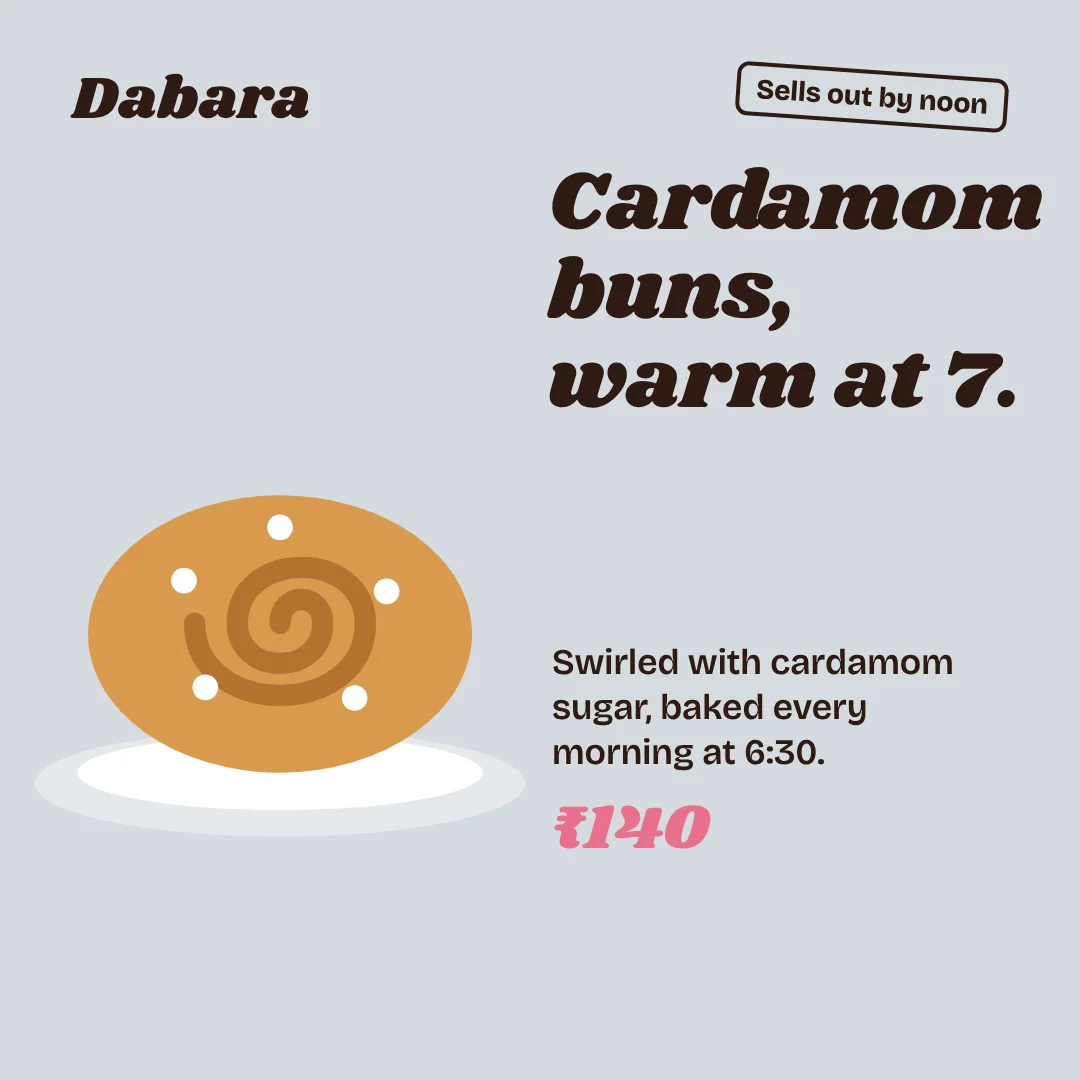 Dabara
Sells out by noon
Cardamom
buns,
warm at 7.
Swirled with cardamom
sugar, baked every
morning at 6:30.
₹140